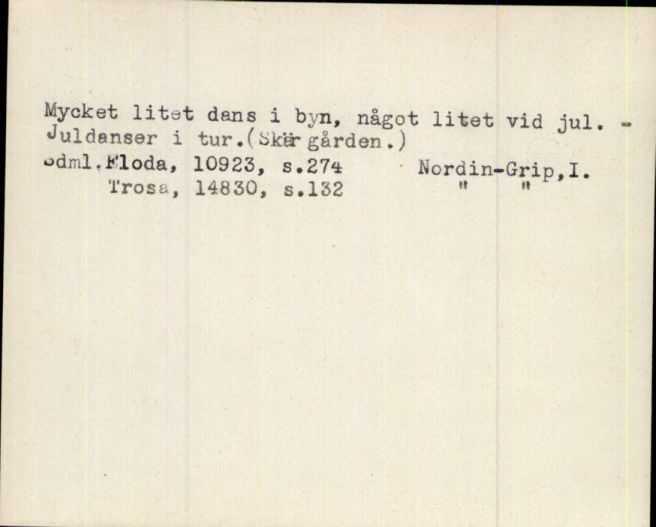 Mycket litet dans i byn, något litet vid jul. -
Juldanser i tur.(Skärgården.)
Sdml.Floda, 10923, s.274 Nordin-Grip,I.
Trosa, 14830, s.132 " "